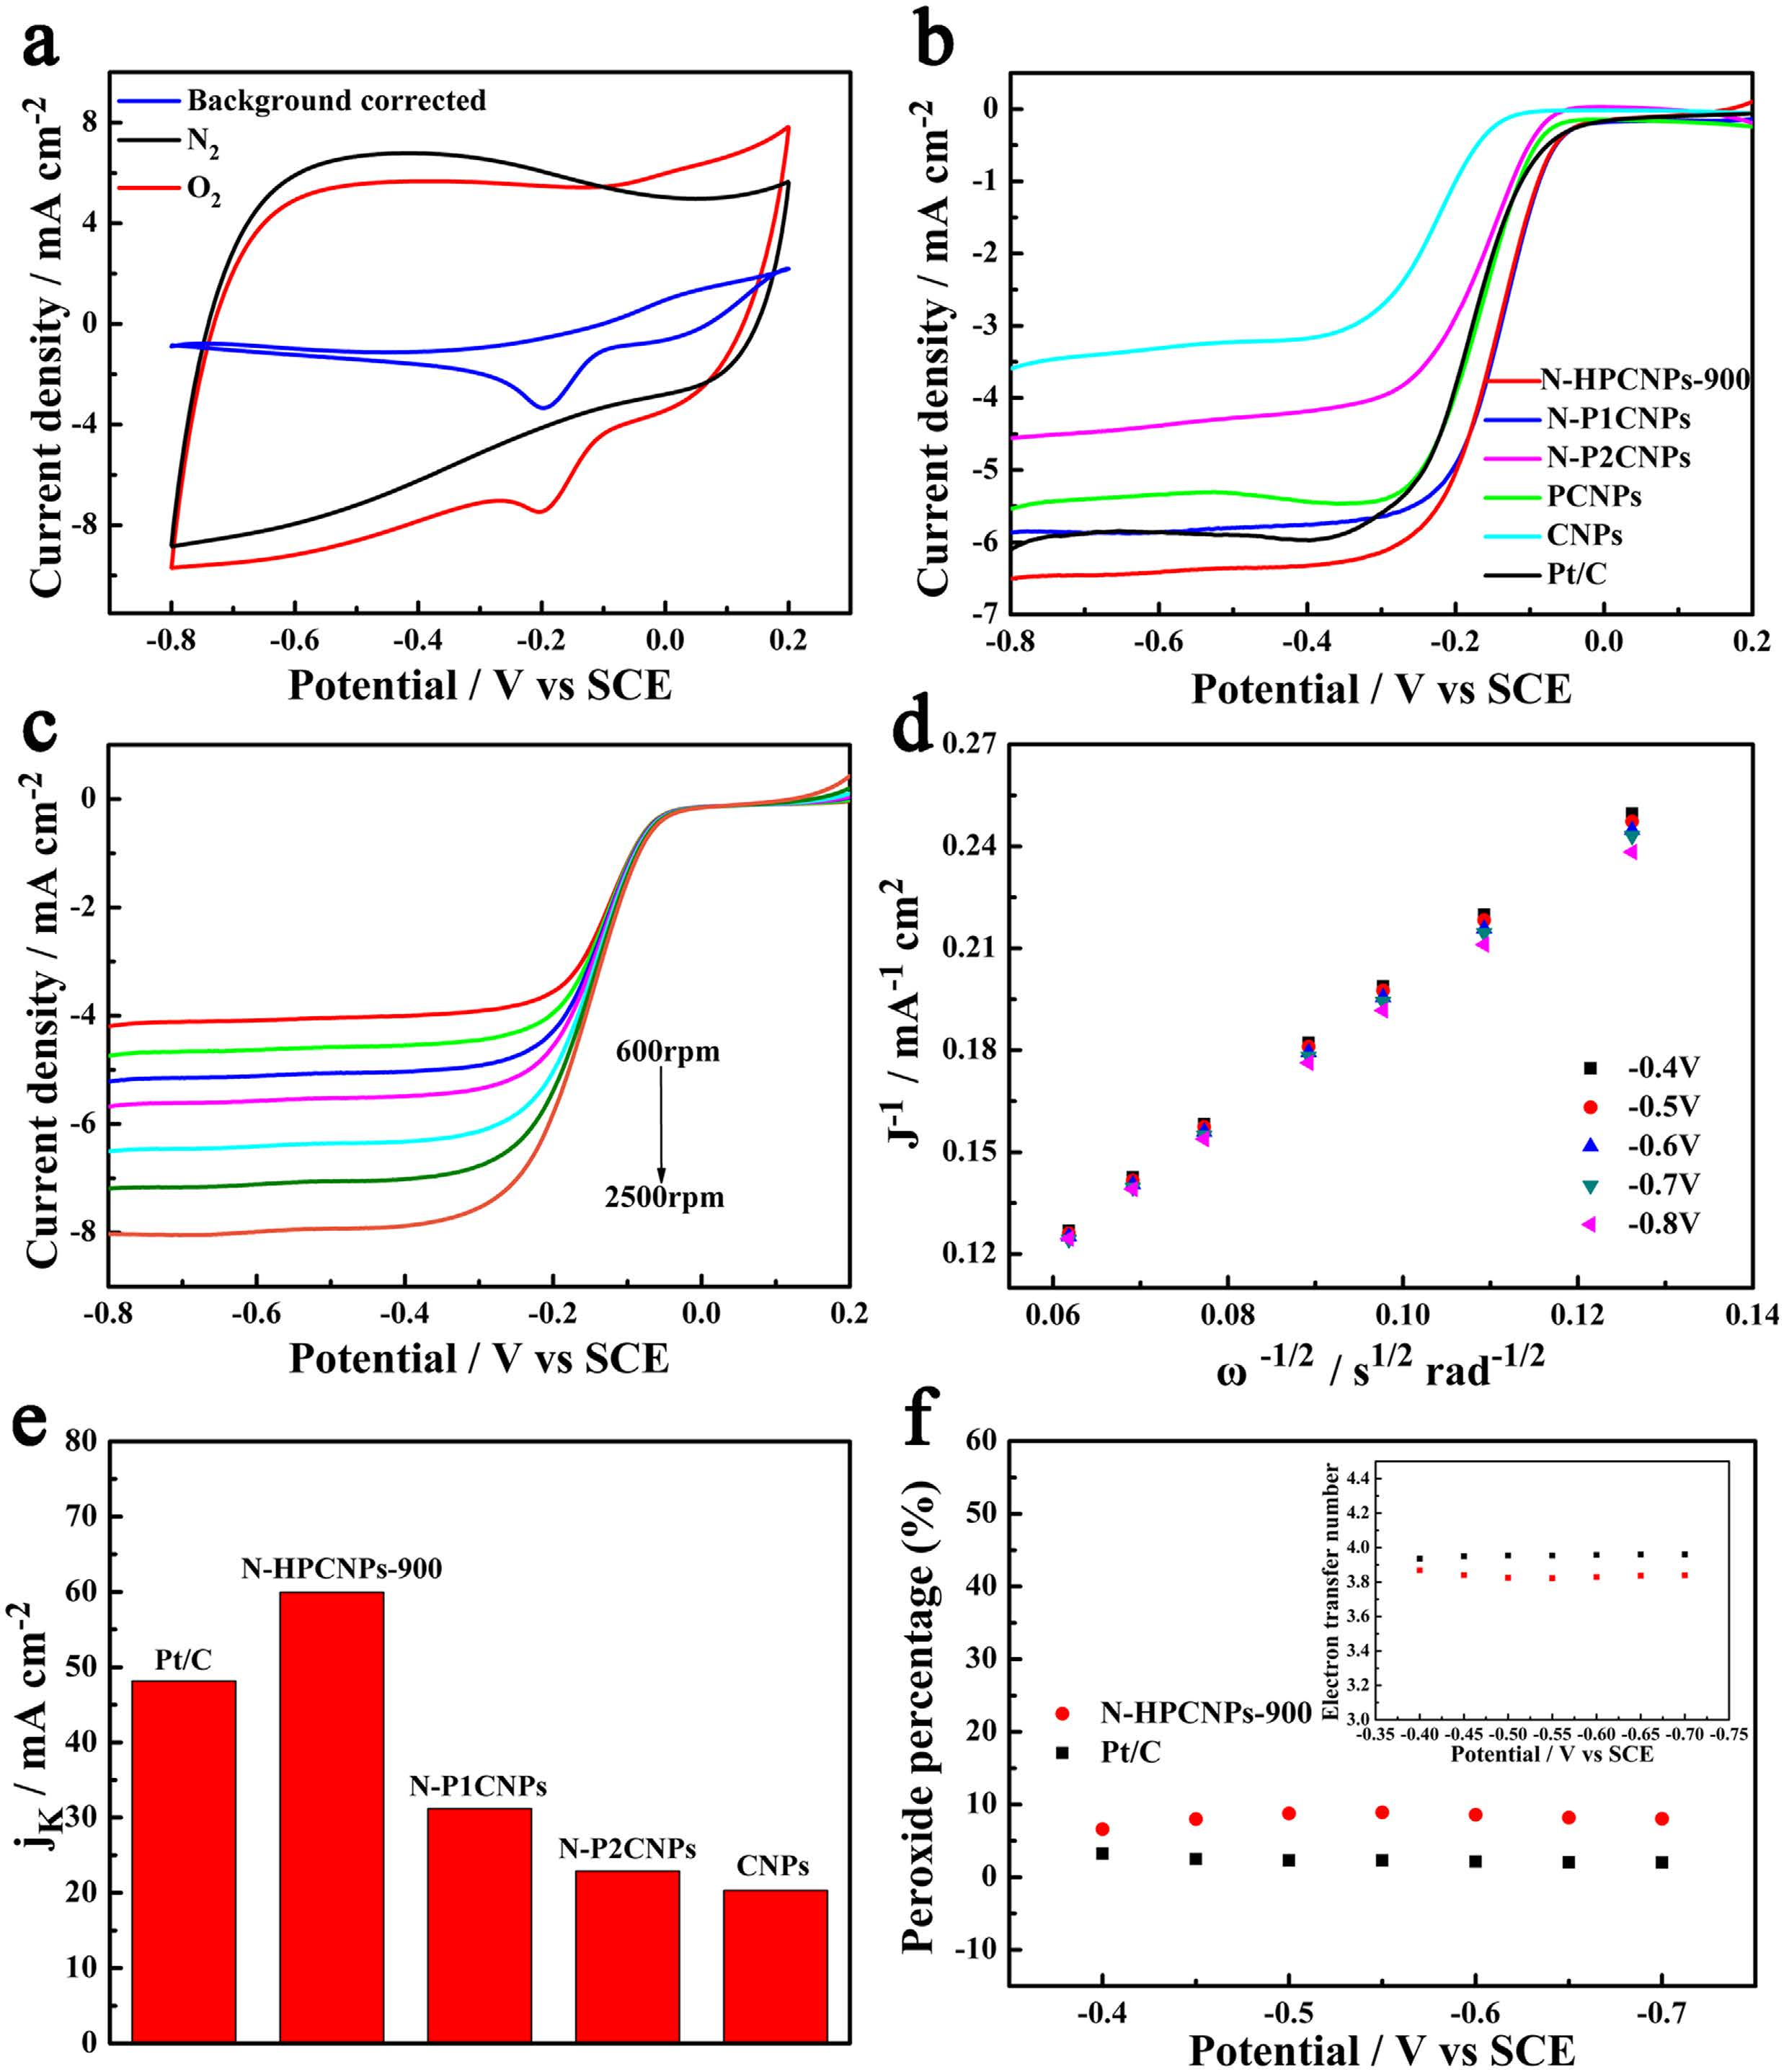 a
Background corrected
N2
O2
8
4
0
-4
-8
-0.8 -0.6 -0.4 -0.2 0.0 0.2
Current density / mA cm-2
Potential / V vs SCE
b
0
-1
-2
-3
-4
-5
-6
-7
N-HPCNPs-900
N-P1CNPs
N-P2CNPs
PCNPs
CNPs
Pt/C
-0.8 -0.6 -0.4 -0.2 0.0 0.2
Current density / mA cm-2
Potential / V vs SCE
c
0
-2
-4
-6
-8
600rpm
2500rpm
-0.8 -0.6 -0.4 -0.2 0.0 0.2
Current density / mA cm-2
Potential / V vs SCE
d
0.27
0.24
0.21
0.18
0.15
0.12
-0.4V
-0.5V
-0.6V
-0.7V
-0.8V
0.06 0.08 0.10 0.12 0.14
J-1 / mA-1 cm2
ω -1/2 / s1/2 rad-1/2
e
80
70
60
50
40
30
20
10
0
Pt/C
N-HPCNPs-900
N-P1CNPs
N-P2CNPs
CNPs
jK / mA cm-2
f
60
50
40
30
20
10
0
-10
N-HPCNPs-900
Pt/C
-0.4 -0.5 -0.6 -0.7
Peroxide percentage (%)
Potential / V vs SCE
4.4
4.2
4.0
3.8
3.6
3.4
3.2
3.0
-0.35 -0.40 -0.45 -0.50 -0.55 -0.60 -0.65 -0.70 -0.75
Electron transfer number
Potential / V vs SCE